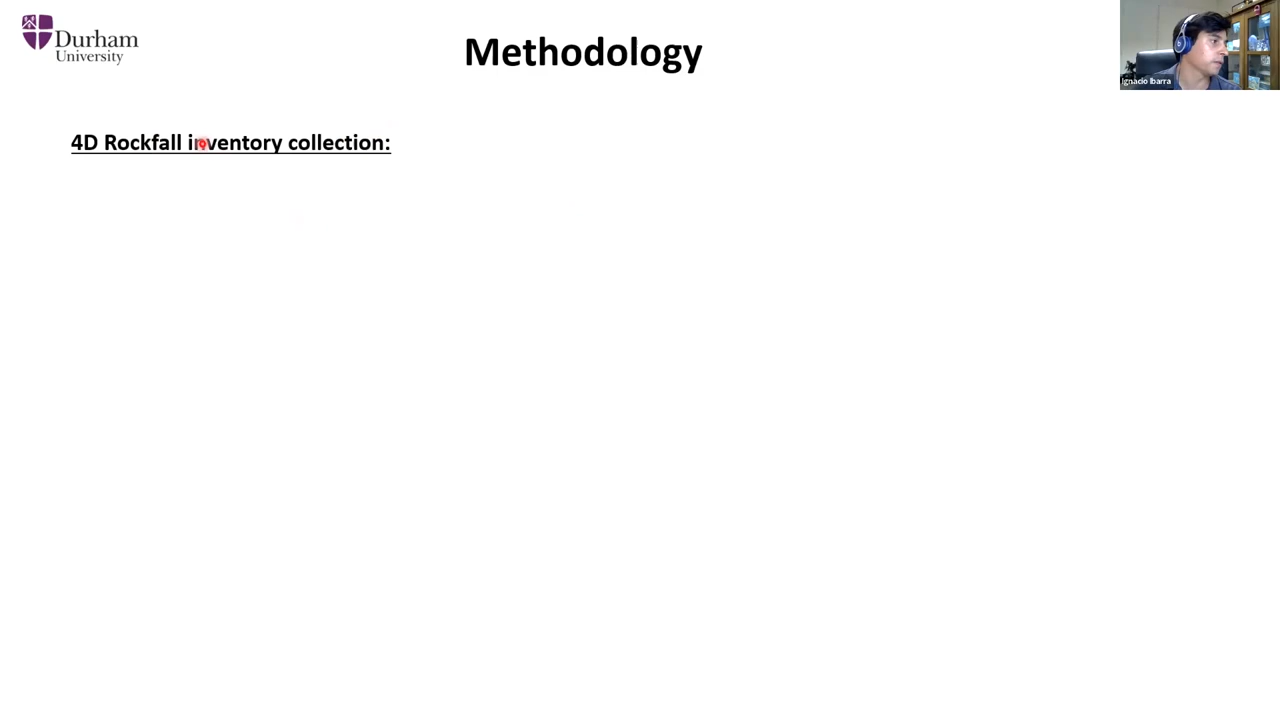 Durham
University
Methodology
Ignacio Ibarra
4D Rockfall inventory collection: